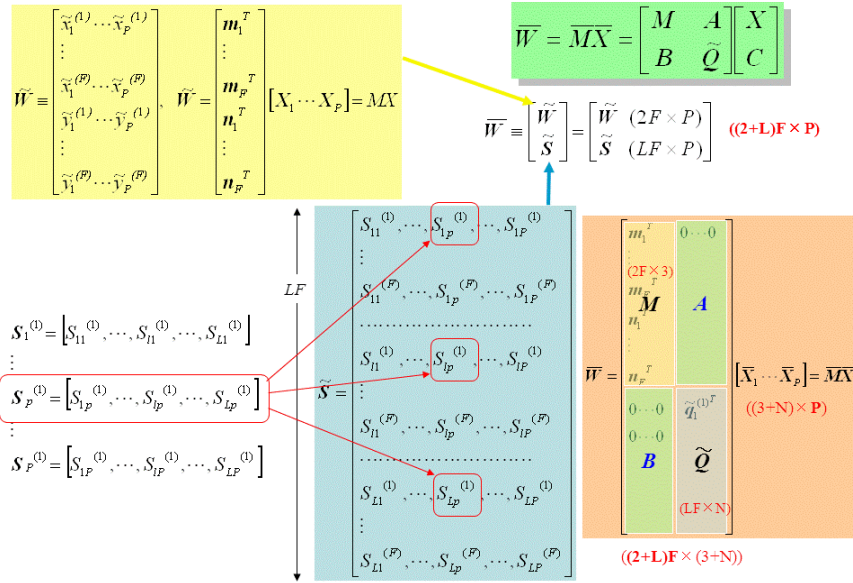 W̃ ≡ [x̃₁⁽¹⁾ ⋯ x̃_P⁽¹⁾
⋮
x̃₁⁽ᶠ⁾ ⋯ x̃_P⁽ᶠ⁾
ỹ₁⁽¹⁾ ⋯ ỹ_P⁽¹⁾
⋮
ỹ₁⁽ᶠ⁾ ⋯ ỹ_P⁽ᶠ⁾],
W̃ = [m₁ᵀ
⋮
m_Fᵀ
n₁ᵀ
⋮
n_Fᵀ] [X₁ ⋯ X_P] = MX
W̅ = M̅X̅ = [M A
B Q̃] [X
C]
W̅ ≡ [W̃
S̃] = [W̃ (2F × P)
S̃ (LF × P)]
((2+L)F × P)
S₁⁽¹⁾ = [S₁₁⁽¹⁾, ⋯, S_l1⁽¹⁾, ⋯, S_L1⁽¹⁾]
⋮
S_p⁽¹⁾ = [S_1p⁽¹⁾, ⋯, S_lp⁽¹⁾, ⋯, S_Lp⁽¹⁾]
⋮
S_P⁽¹⁾ = [S_1P⁽¹⁾, ⋯, S_lP⁽¹⁾, ⋯, S_LP⁽¹⁾]
LF
S̃ = [S₁₁⁽¹⁾, ⋯, S_1p⁽¹⁾, ⋯, S_1P⁽¹⁾
⋮
S₁₁⁽ᶠ⁾, ⋯, S_1p⁽ᶠ⁾, ⋯, S_1P⁽ᶠ⁾
⋯⋯⋯⋯⋯⋯⋯⋯
S_l1⁽¹⁾, ⋯, S_lp⁽¹⁾, ⋯, S_lP⁽¹⁾
⋮
S_l1⁽ᶠ⁾, ⋯, S_lp⁽ᶠ⁾, ⋯, S_lP⁽ᶠ⁾
⋯⋯⋯⋯⋯⋯⋯⋯
S_L1⁽¹⁾, ⋯, S_Lp⁽¹⁾, ⋯, S_LP⁽¹⁾
⋮
S_L1⁽ᶠ⁾, ⋯, S_Lp⁽ᶠ⁾, ⋯, S_LP⁽ᶠ⁾]
W̅ = [m₁ᵀ 0⋯0
⋮
(2F×3)
m_Fᵀ M A
n₁ᵀ
⋮
n_Fᵀ
0⋯0 q̃₁⁽¹⁾ᵀ
0⋯0
B Q̃
(LF×N)] [X̅₁ ⋯ X̅_P] = M̅X̅
((3+N) × P)
((2+L)F × (3+N))